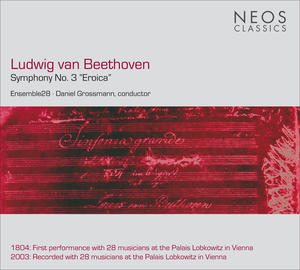 NEOS
CLASSICS
Ludwig van Beethoven
Symphony No. 3 "Eroica"
Ensemble28 · Daniel Grossmann, conductor
Sinfonia grande
Louis van Beethoven
1804: First performance with 28 musicians at the Palais Lobkowitz in Vienna
2003: Recorded with 28 musicians at the Palais Lobkowitz in Vienna